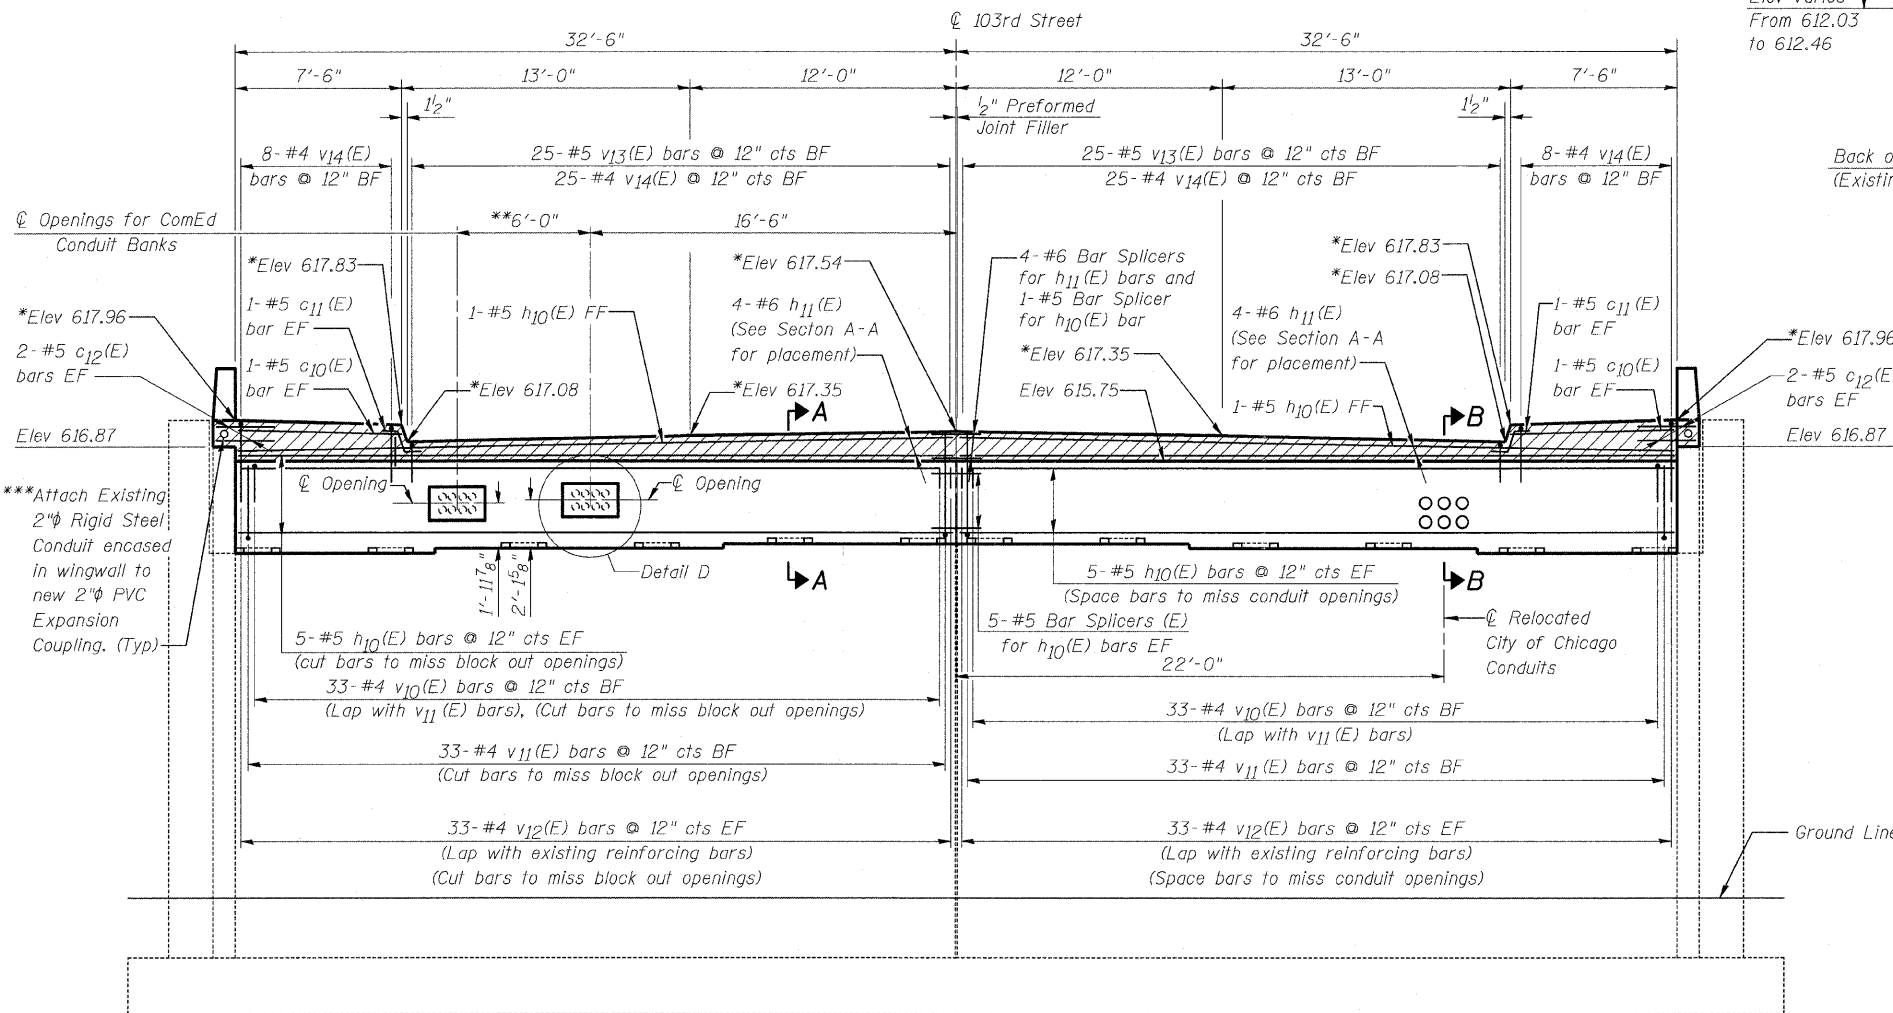 ℄ 103rd Street
Elev varies
From 612.03
to 612.46
32'-6"
32'-6"
7'-6"
13'-0"
12'-0"
12'-0"
13'-0"
7'-6"
1½"
½" Preformed
Joint Filler
1½"
8-#4 v14(E)
bars @ 12" BF
25-#5 v13(E) bars @ 12" cts BF
25-#4 v14(E) @ 12" cts BF
25-#5 v13(E) bars @ 12" cts BF
25-#4 v14(E) @ 12" cts BF
8-#4 v14(E)
bars @ 12" BF
Back
(Existin
℄ Openings for ComEd
Conduit Banks
**6'-0"
16'-6"
*Elev 617.83
*Elev 617.54
4-#6 Bar Splicers
for h11(E) bars and
1-#5 Bar Splicer
for h10(E) bar
*Elev 617.83
*Elev 617.08
*Elev 617.96
1-#5 c11(E)
bar EF
1-#5 h10(E) FF
4-#6 h11(E)
(See Secton A-A
for placement)
4-#6 h11(E)
(See Section A-A
for placement)
1-#5 c11(E)
bar EF
*Elev 617.96
2-#5 c12(E)
bars EF
1-#5 c10(E)
bar EF
*Elev 617.08
*Elev 617.35
*Elev 617.35
Elev 615.75
1-#5 h10(E) FF
1-#5 c10(E)
bar EF
2-#5 c12(E
bars EF
A
B
Elev 616.87
Elev 616.87
***Attach Existing
2"ϕ Rigid Steel
Conduit encased
in wingwall to
new 2"ϕ PVC
Expansion
Coupling. (Typ)
℄ Opening
℄ Opening
1'-11⅞"
2'-1⅝"
Detail D
A
B
5-#5 h10(E) bars @ 12" cts EF
(Space bars to miss conduit openings)
5-#5 Bar Splicers (E)
for h10(E) bars EF
℄ Relocated
City of Chicago
Conduits
5-#5 h10(E) bars @ 12" cts EF
(cut bars to miss block out openings)
22'-0"
33-#4 v10(E) bars @ 12" cts BF
(Lap with v11 (E) bars), (Cut bars to miss block out openings)
33-#4 v10(E) bars @ 12" cts BF
(Lap with v11(E) bars)
33-#4 v11(E) bars @ 12" cts BF
(Cut bars to miss block out openings)
33-#4 v11(E) bars @ 12" cts BF
33-#4 v12(E) bars @ 12" cts EF
(Lap with existing reinforcing bars)
(Cut bars to miss block out openings)
33-#4 v12(E) bars @ 12" cts EF
(Lap with existing reinforcing bars)
(Space bars to miss conduit openings)
Ground Line